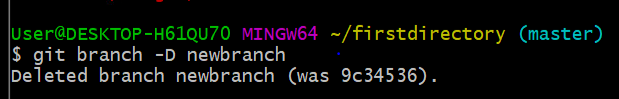 User@DESKTOP-H61QU70 MINGW64 ~/firstdirectory (master)
$ git branch -D newbranch
Deleted branch newbranch (was 9c34536).